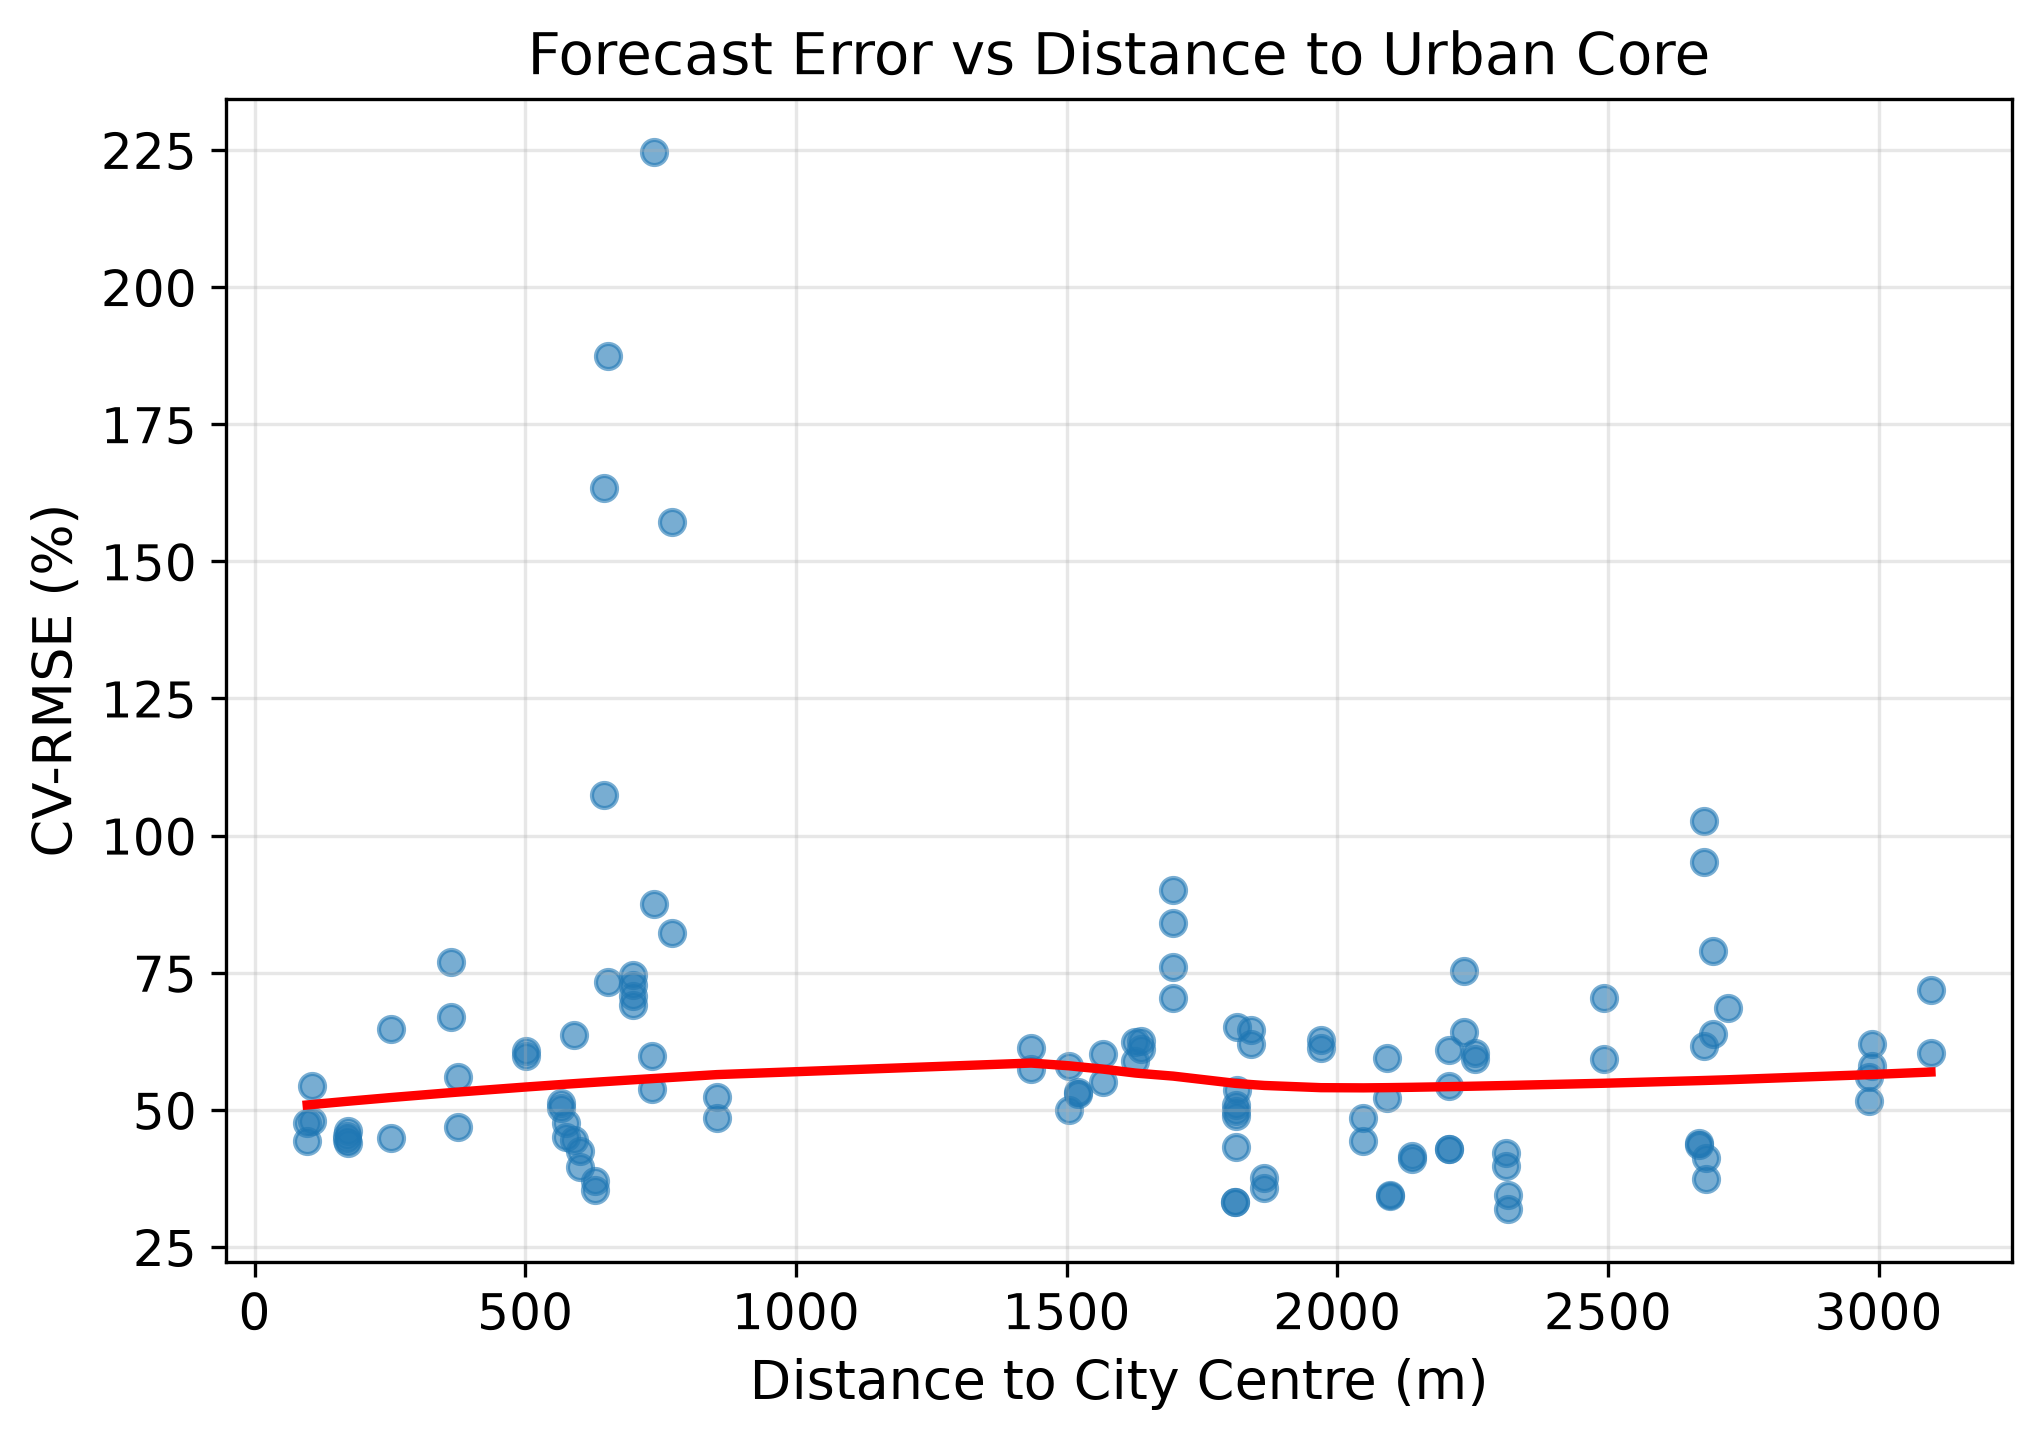 Forecast Error vs Distance to Urban Core
225
200
175
150
125
100
75
50
25
CV-RMSE (%)
0 500 1000 1500 2000 2500 3000
Distance to City Centre (m)